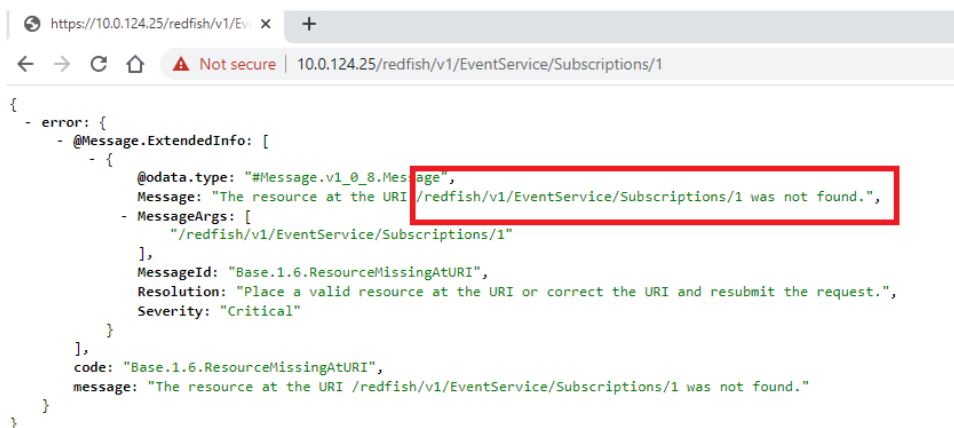 https://10.0.124.25/redfish/v1/Ev
Not secure | 10.0.124.25/redfish/v1/EventService/Subscriptions/1
{
- error: {
- @Message.ExtendedInfo: [
- {
@odata.type: "#Message.v1_0_8.Message",
Message: "The resource at the URI /redfish/v1/EventService/Subscriptions/1 was not found.",
- MessageArgs: [
"/redfish/v1/EventService/Subscriptions/1"
],
MessageId: "Base.1.6.ResourceMissingAtURI",
Resolution: "Place a valid resource at the URI or correct the URI and resubmit the request.",
Severity: "Critical"
}
],
code: "Base.1.6.ResourceMissingAtURI",
message: "The resource at the URI /redfish/v1/EventService/Subscriptions/1 was not found."
}
}